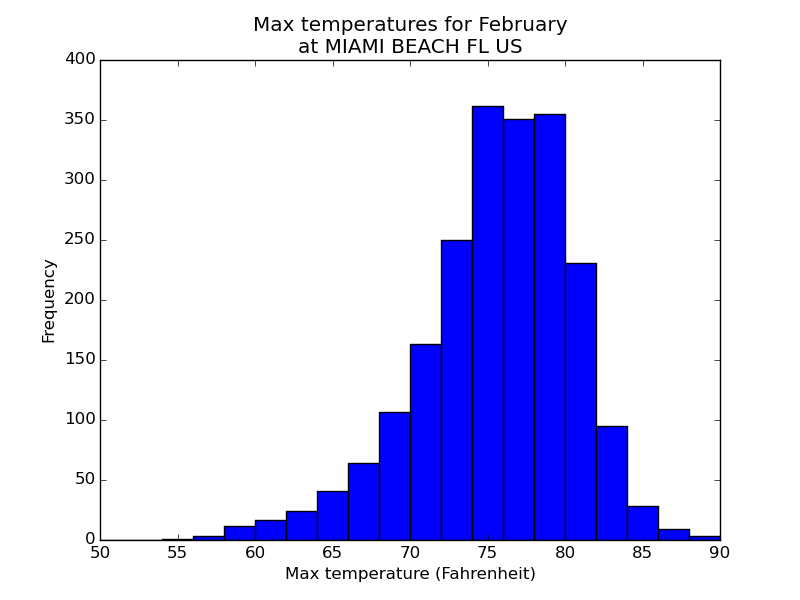 Max temperatures for February
at MIAMI BEACH FL US
400
350
300
250
200
150
100
50
0
Frequency
50 55 60 65 70 75 80 85 90
Max temperature (Fahrenheit)